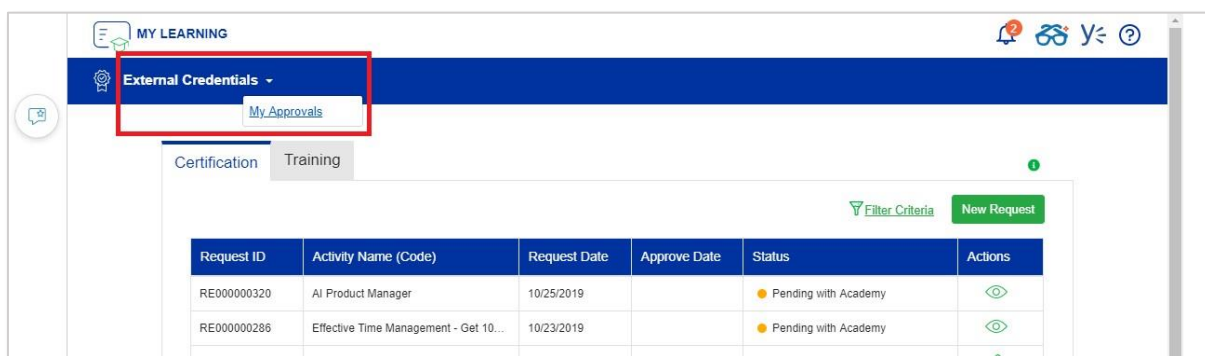 MY LEARNING
2
External Credentials
My Approvals
Certification Training
Filter Criteria New Request
Request ID Activity Name (Code) Request Date Approve Date Status Actions
RE000000320 AI Product Manager 10/25/2019 Pending with Academy
RE000000286 Effective Time Management - Get 10... 10/23/2019 Pending with Academy